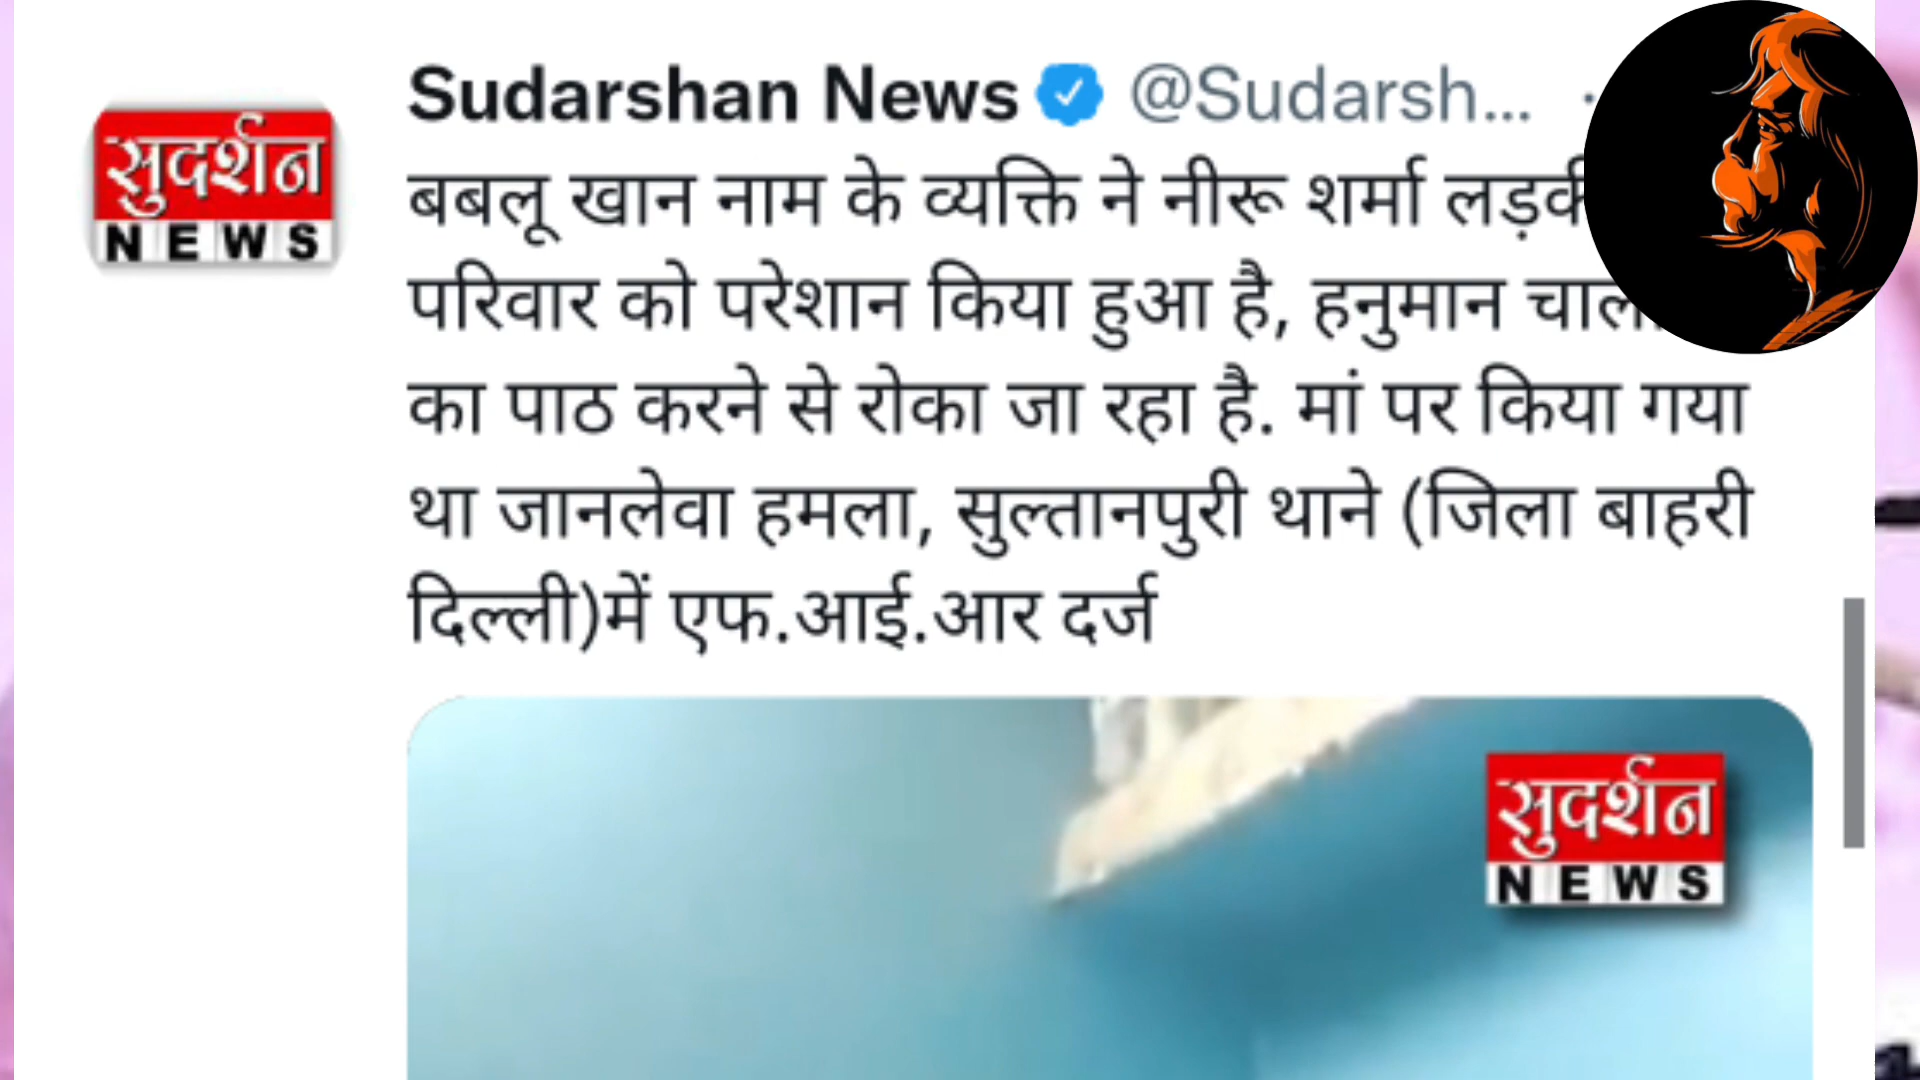 Sudarshan News @Sudarsh... ·
सुदर्शन
NEWS
बबलू खान नाम के व्यक्ति ने नीरू शर्मा
परिवार को परेशान किया हुआ है, हनुमान
का पाठ करने से रोका जा रहा है. मां पर किया गया
था जानलेवा हमला, सुल्तानपुरी थाने (जिला बाहरी
दिल्ली)में एफ.आई.आर दर्ज
सुदर्शन
NEWS